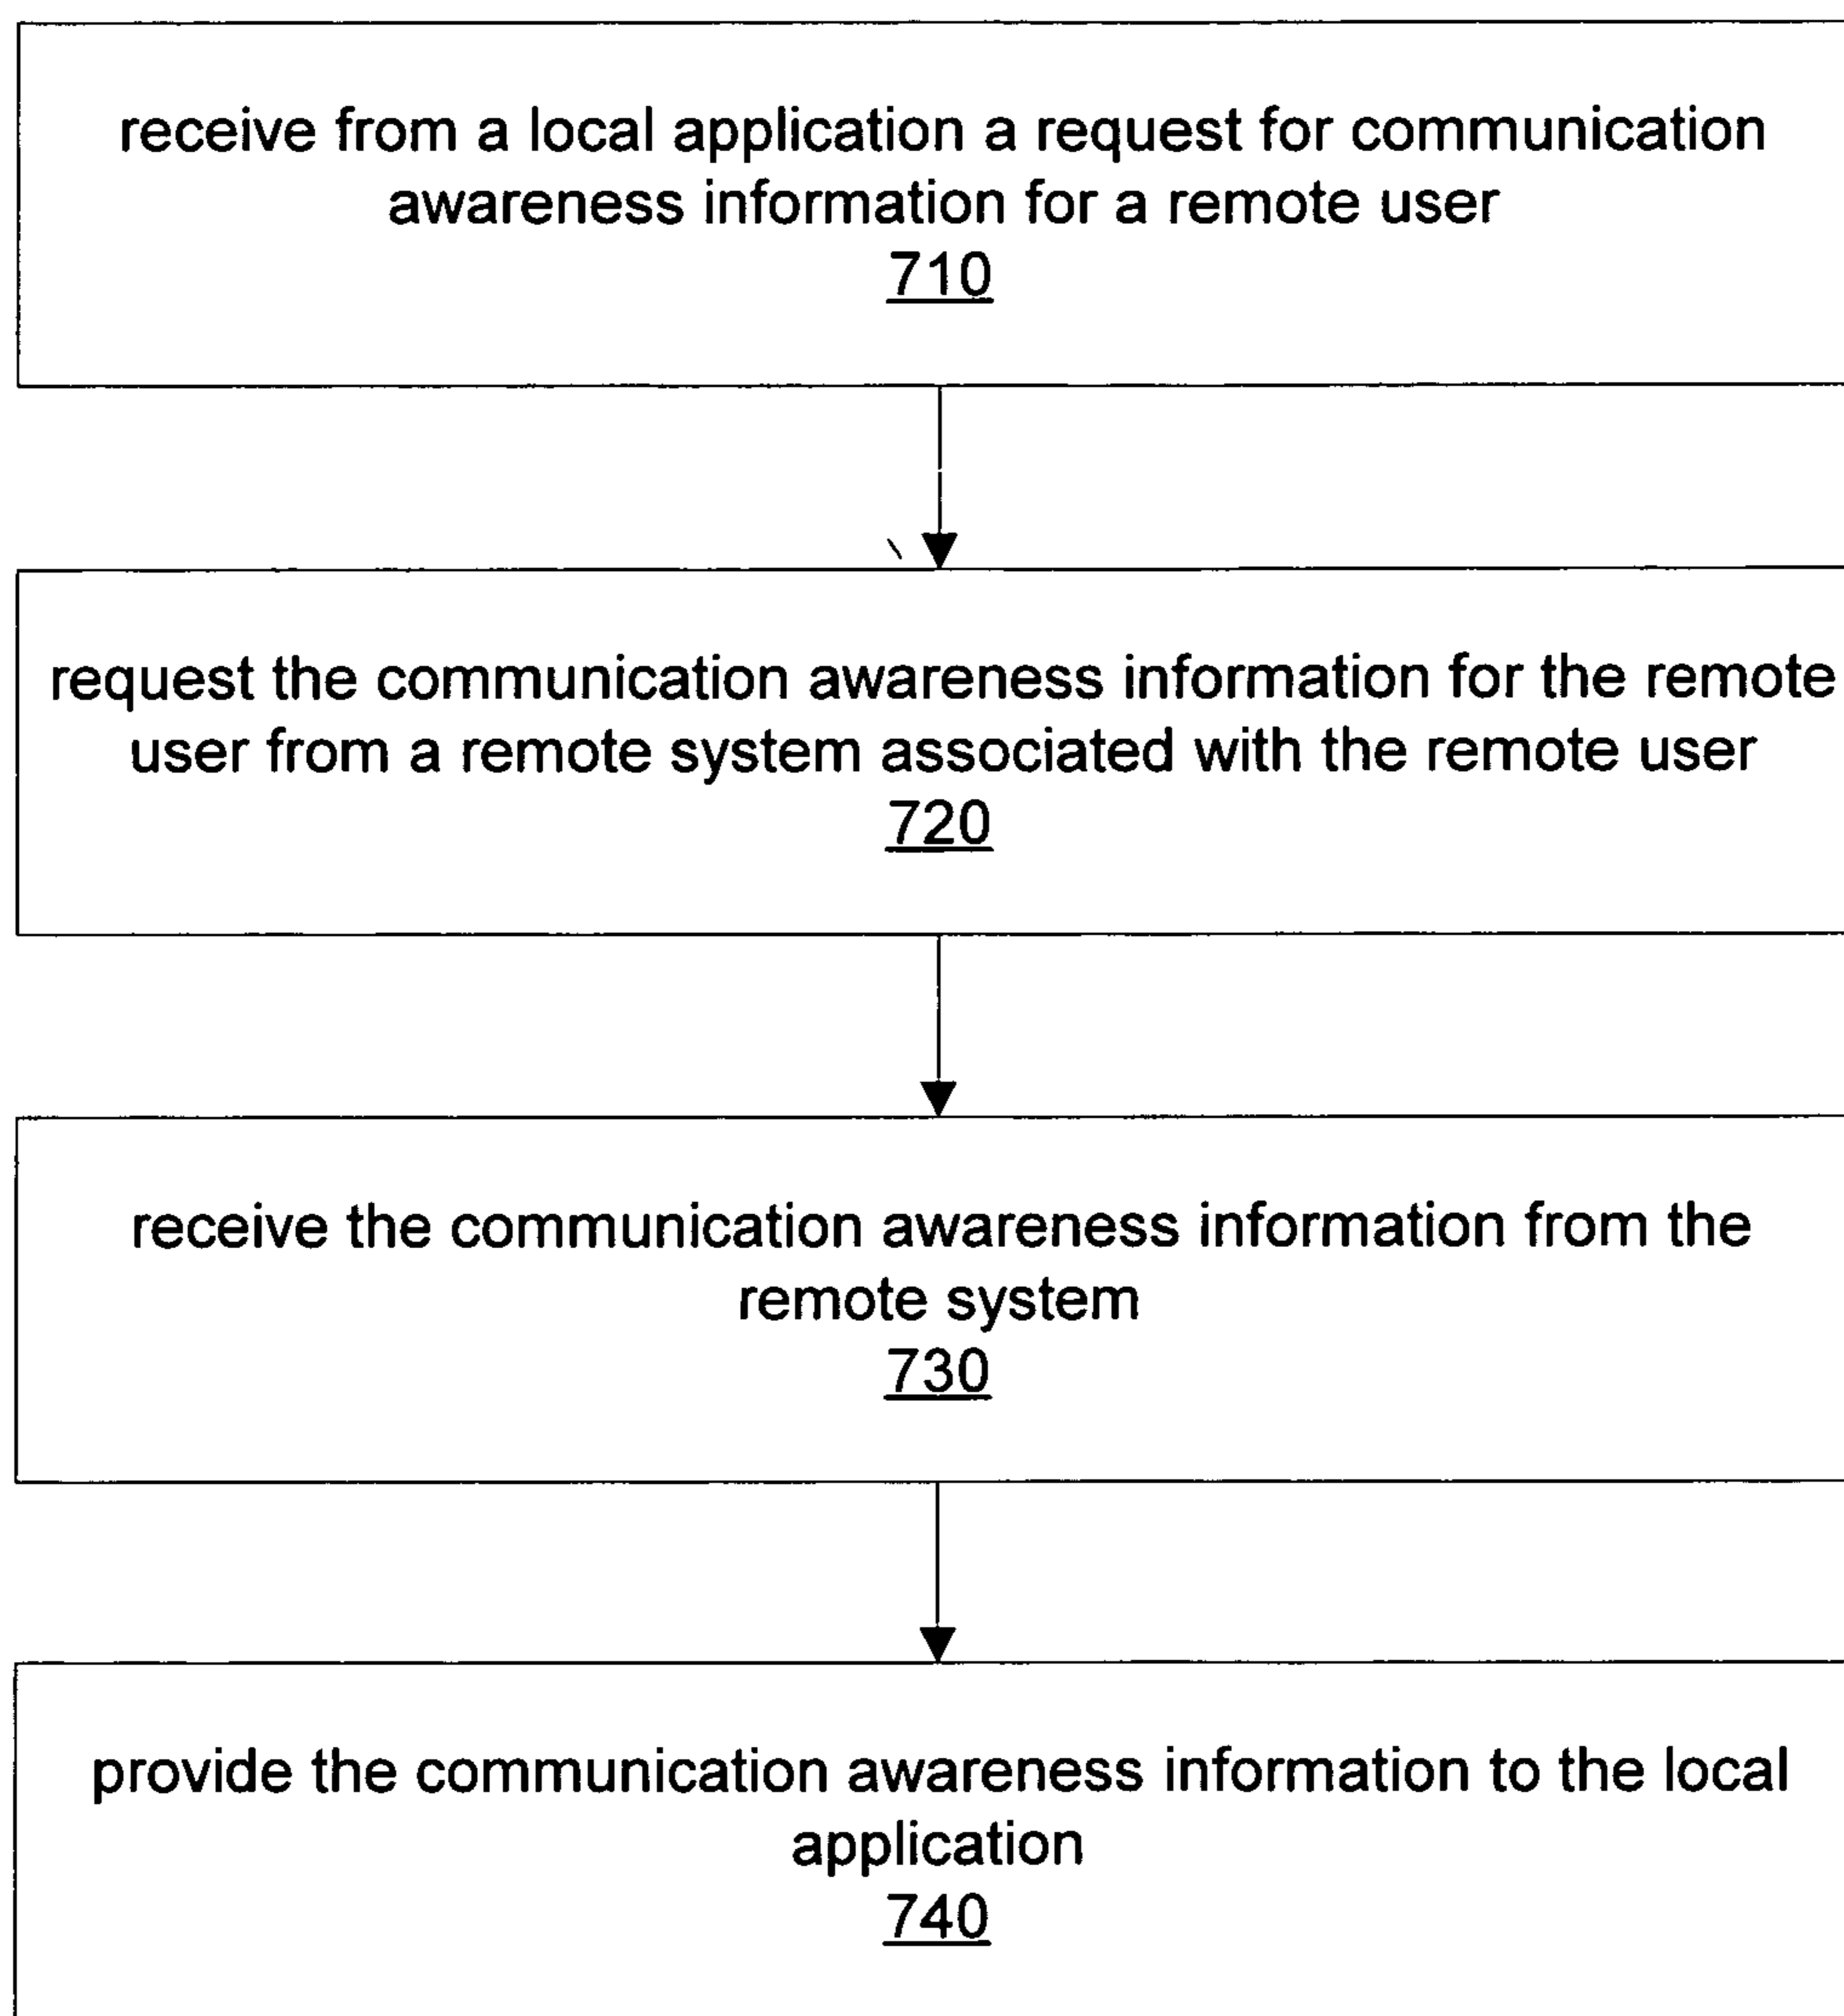 receive from a local application a request for communication
awareness information for a remote user
710
request the communication awareness information for the remote
user from a remote system associated with the remote user
720
receive the communication awareness information from the
remote system
730
provide the communication awareness information to the local
application
740